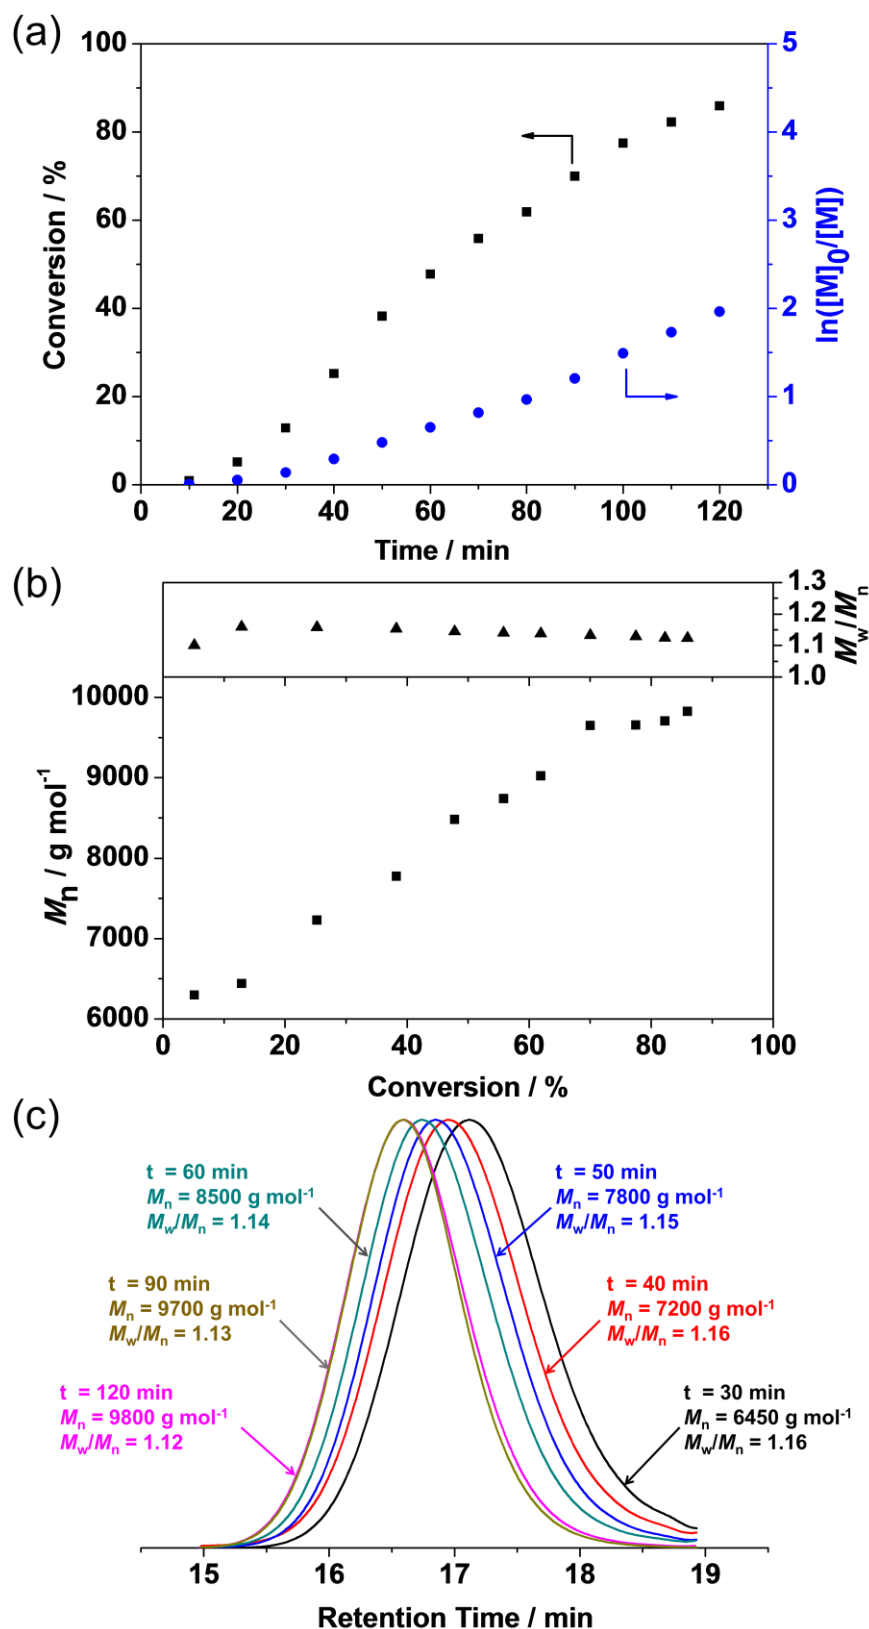 (a)
100
80
60
40
20
0
Conversion / %
5
4
3
2
1
0
ln([M]0/[M])
0 20 40 60 80 100 120
Time / min
(b)
1.3
1.2
1.1
1.0
Mw/Mn
10000
9000
8000
7000
6000
Mn / g mol-1
0 20 40 60 80 100
Conversion / %
(c)
t = 60 min
Mn = 8500 g mol-1
Mw/Mn = 1.14
t = 50 min
Mn = 7800 g mol-1
Mw/Mn = 1.15
t = 90 min
Mn = 9700 g mol-1
Mw/Mn = 1.13
t = 40 min
Mn = 7200 g mol-1
Mw/Mn = 1.16
t = 120 min
Mn = 9800 g mol-1
Mw/Mn = 1.12
t = 30 min
Mn = 6450 g mol-1
Mw/Mn = 1.16
15 16 17 18 19
Retention Time / min